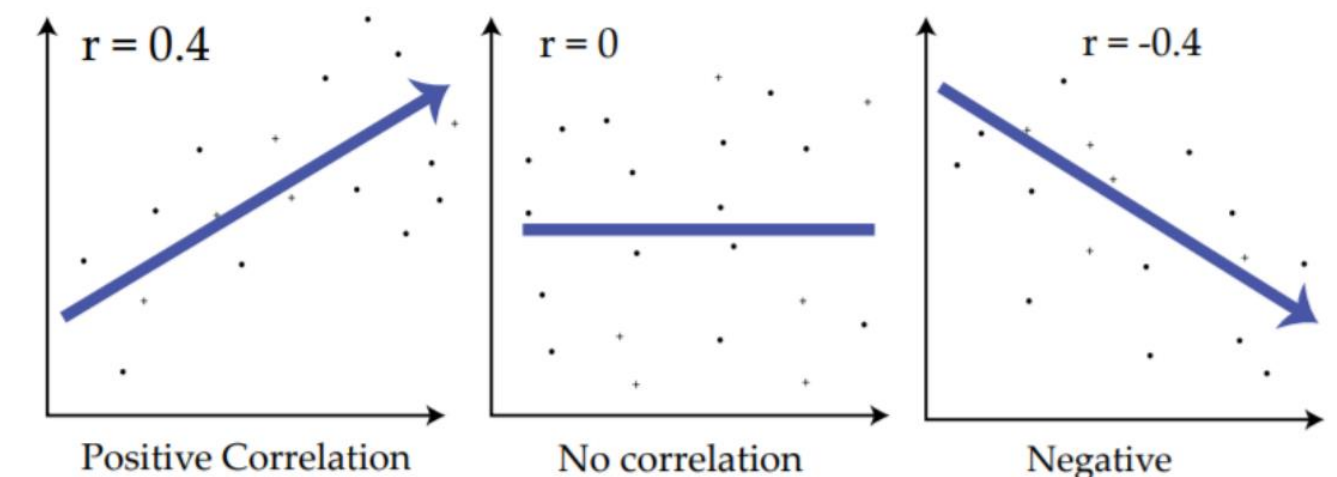 r = 0.4
r = 0
r = -0.4
Positive Correlation
No correlation
Negative